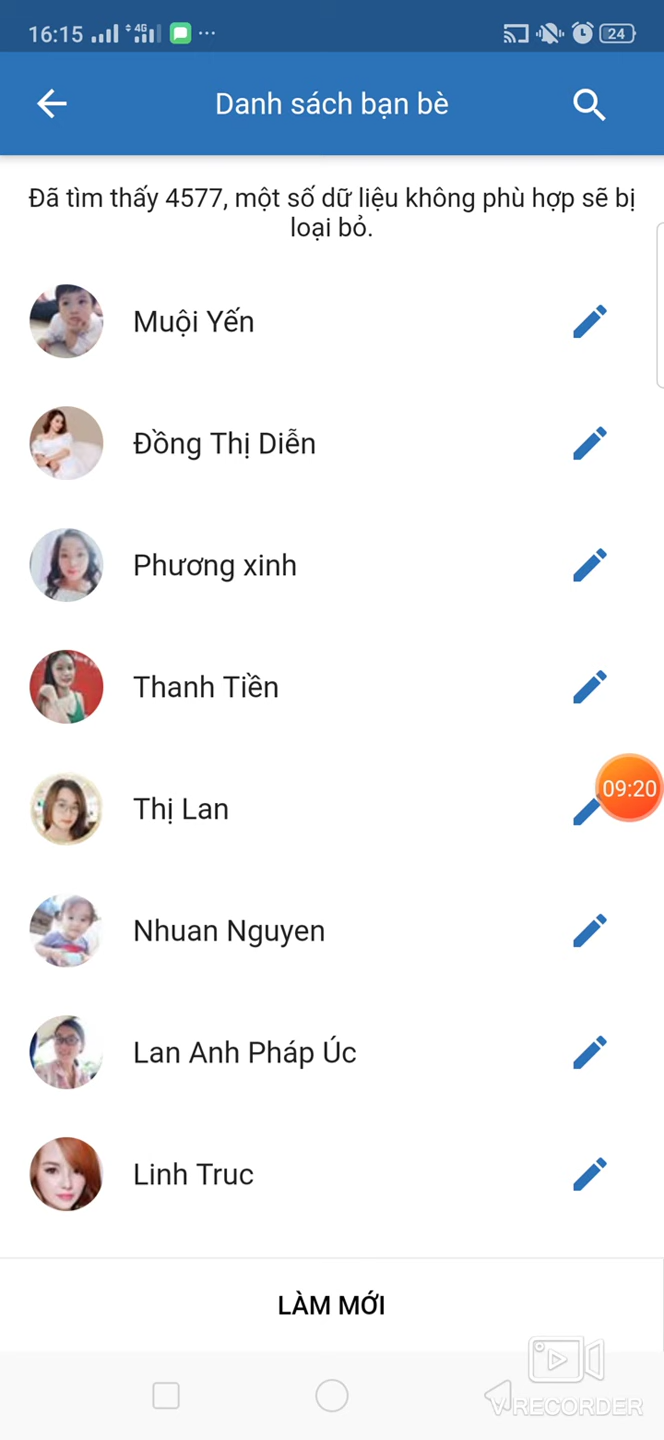 16:15 4G 24
Danh sách bạn bè
Đã tìm thấy 4577, một số dữ liệu không phù hợp sẽ bị
loại bỏ.
Muội Yến
Đồng Thị Diễn
Phương xinh
Thanh Tiền
Thị Lan
09:20
Nhuan Nguyen
Lan Anh Pháp Úc
Linh Truc
LÀM MỚI
VRECORDER